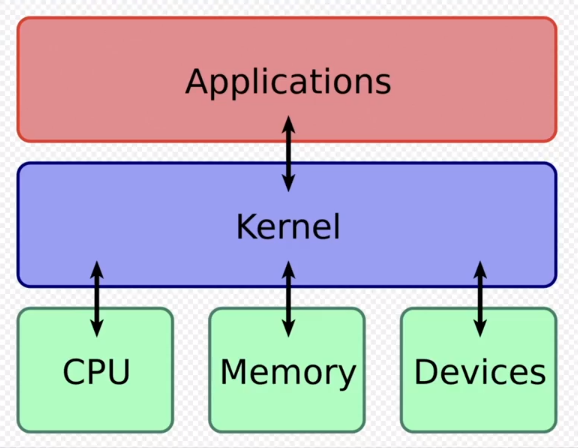 Applications
Kernel
CPU
Memory
Devices